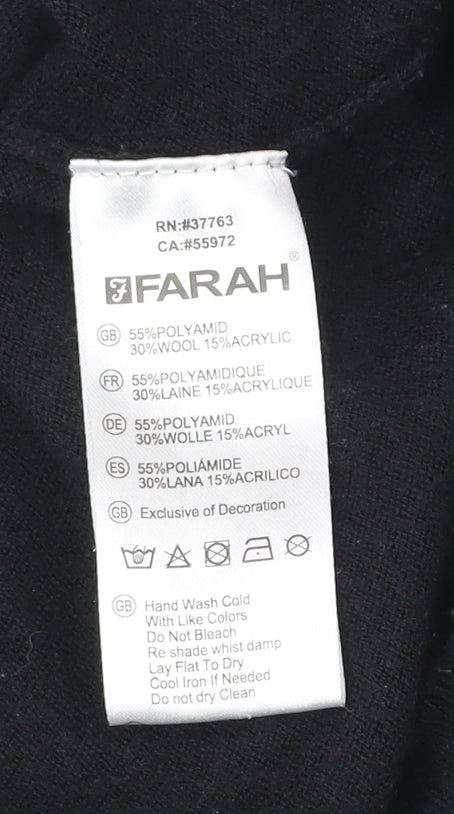 RN:#37763
CA:#55972
FARAH®
GB 55%POLYAMID
30%WOOL 15%ACRYLIC
FR 55%POLYAMIDIQUE
30%LAINE 15%ACRYLIQUE
DE 55%POLYAMID
30%WOLLE 15%ACRYL
ES 55%POLIÁMIDE
30%LANA 15%ACRILICO
GB Exclusive of Decoration
GB Hand Wash Cold
With Like Colors
Do Not Bleach
Re shade whist damp
Lay Flat To Dry
Cool Iron If Needed
Do not dry Clean